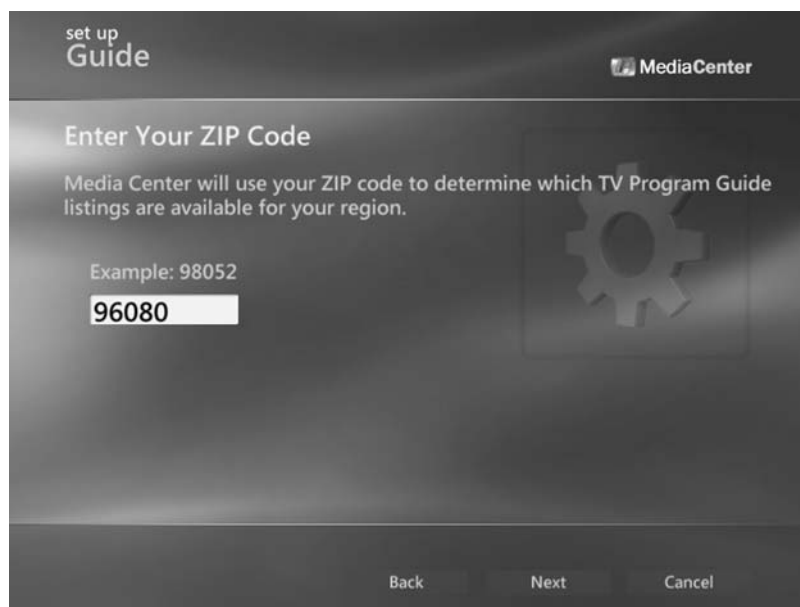 set up
Guide
MediaCenter
Enter Your ZIP Code
Media Center will use your ZIP code to determine which TV Program Guide
listings are available for your region.
Example: 98052
96080
Back Next Cancel